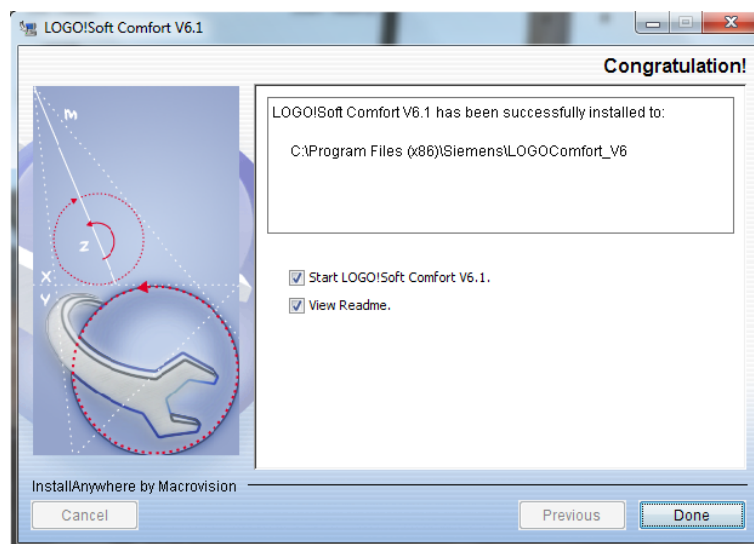 LOGO!Soft Comfort V6.1
Congratulation!
M
Z
X
Y
LOGO!Soft Comfort V6.1 has been successfully installed to:
C:\Program Files (x86)\Siemens\LOGOComfort_V6
Start LOGO!Soft Comfort V6.1.
View Readme.
InstallAnywhere by Macrovision
Cancel
Previous
Done